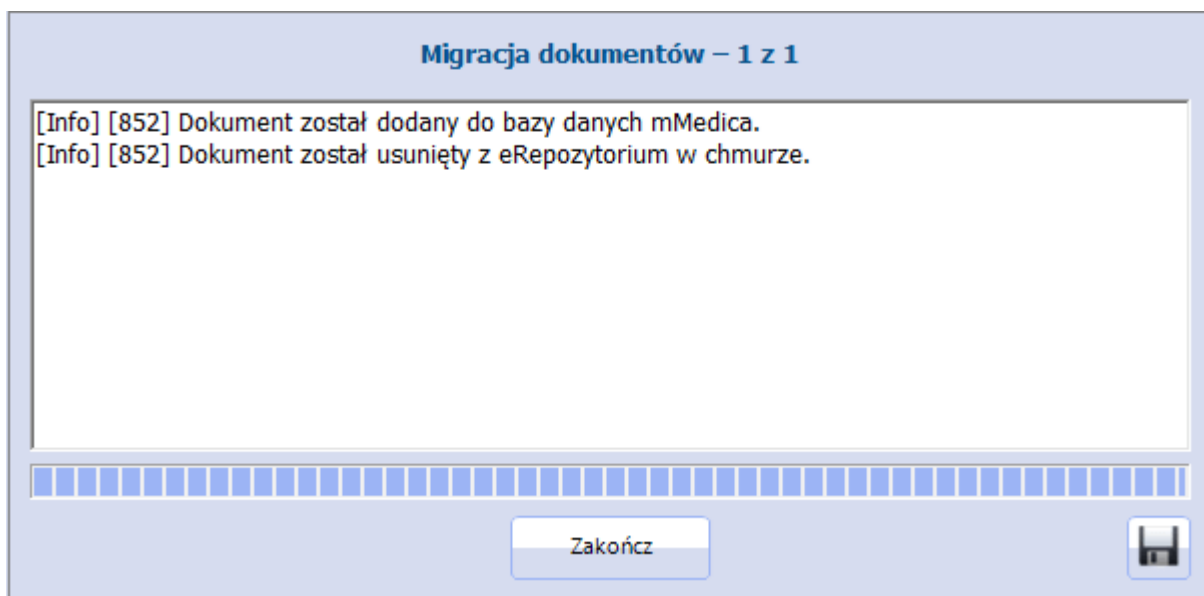 Migracja dokumentów – 1 z 1
[Info] [852] Dokument został dodany do bazy danych mMedica.
[Info] [852] Dokument został usunięty z eRepozytorium w chmurze.
Zakończ